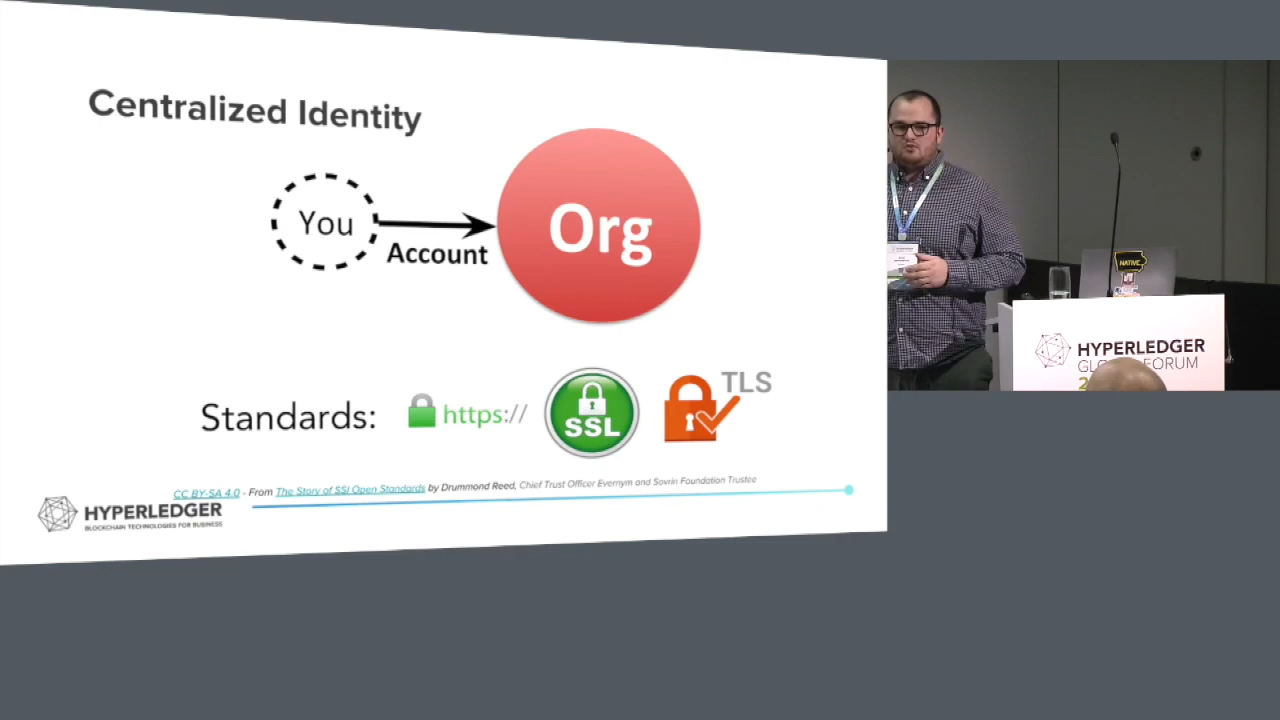 Centralized Identity
You
Account
Org
Standards:
https://
SSL
TLS
CC BY-SA 4.0 - From The Story of SSI Open Standards by Drummond Reed, Chief Trust Officer Evernym and Sovrin Foundation Trustee
HYPERLEDGER
BLOCKCHAIN TECHNOLOGIES FOR BUSINESS
NATIVE
HYPERLEDGER
FORUM